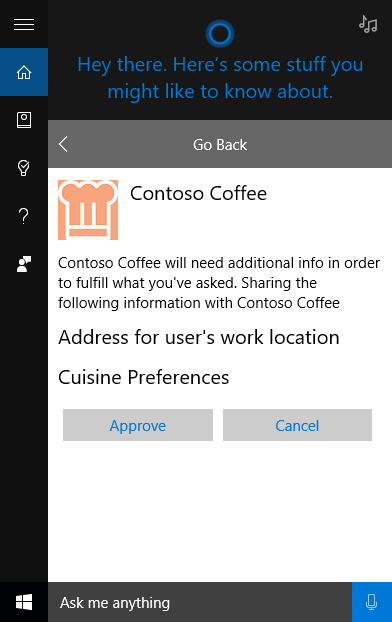 Hey there. Here's some stuff you
might like to know about.
Go Back
Contoso Coffee
Contoso Coffee will need additional info in order
to fulfill what you've asked. Sharing the
following information with Contoso Coffee
Address for user's work location
Cuisine Preferences
Approve
Cancel
Ask me anything